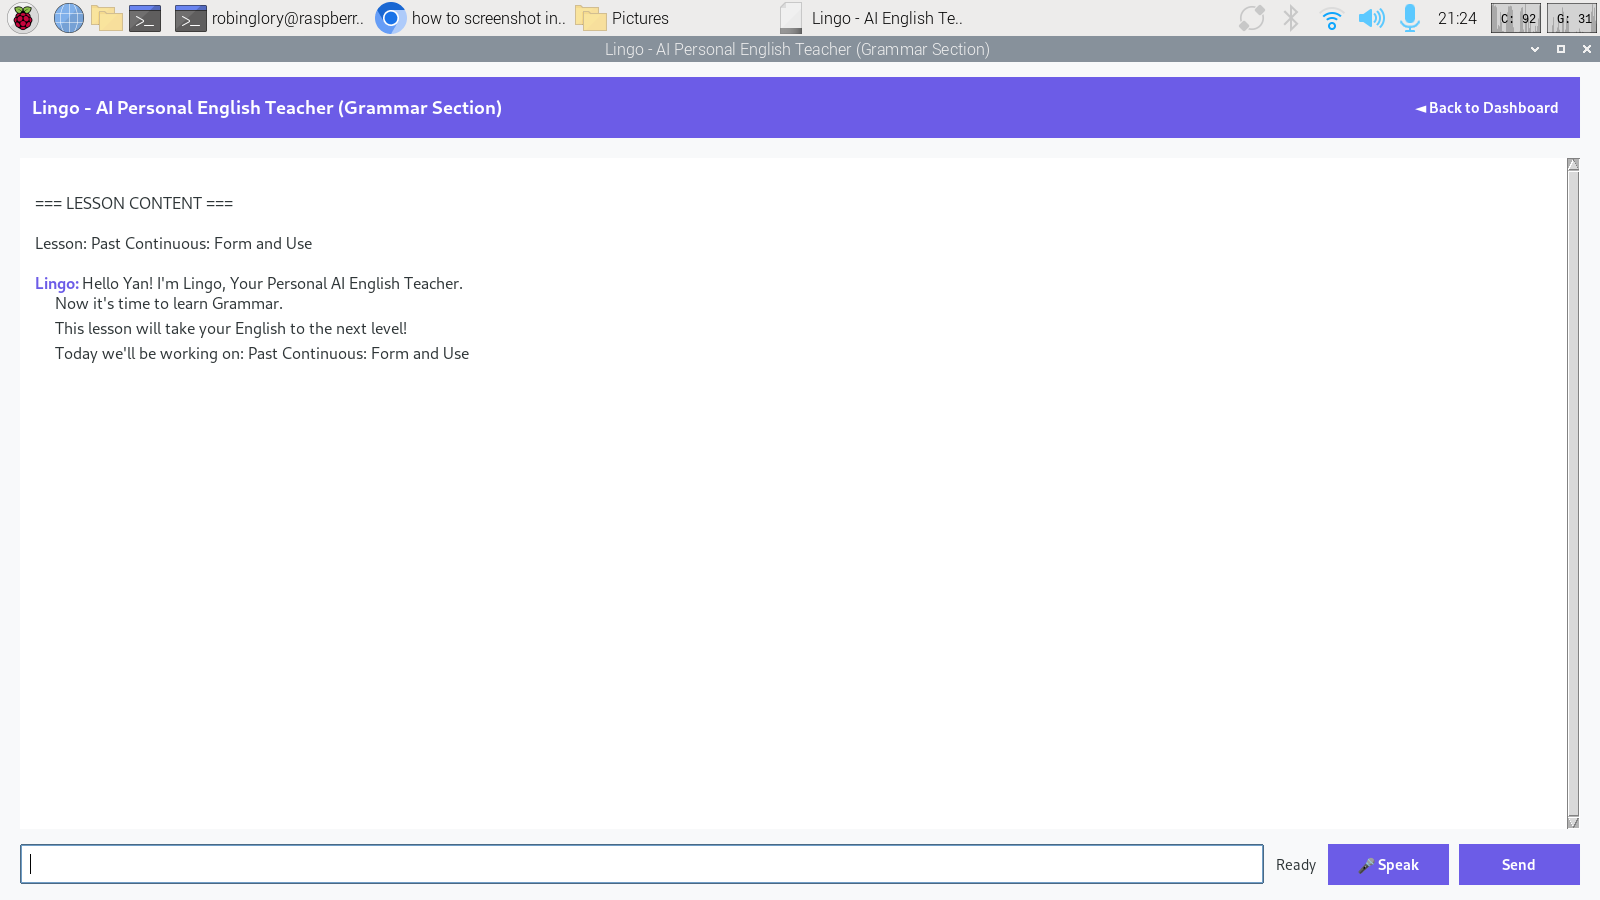 robinglory@raspberr..
how to screenshot in..
Pictures
Lingo - AI English Te..
21:24
C: 92
G: 31
Lingo - AI Personal English Teacher (Grammar Section)
Lingo - AI Personal English Teacher (Grammar Section)
◄ Back to Dashboard
=== LESSON CONTENT ===
Lesson: Past Continuous: Form and Use
Lingo: Hello Yan! I'm Lingo, Your Personal AI English Teacher.
Now it's time to learn Grammar.
This lesson will take your English to the next level!
Today we'll be working on: Past Continuous: Form and Use
Ready
🎤 Speak
Send